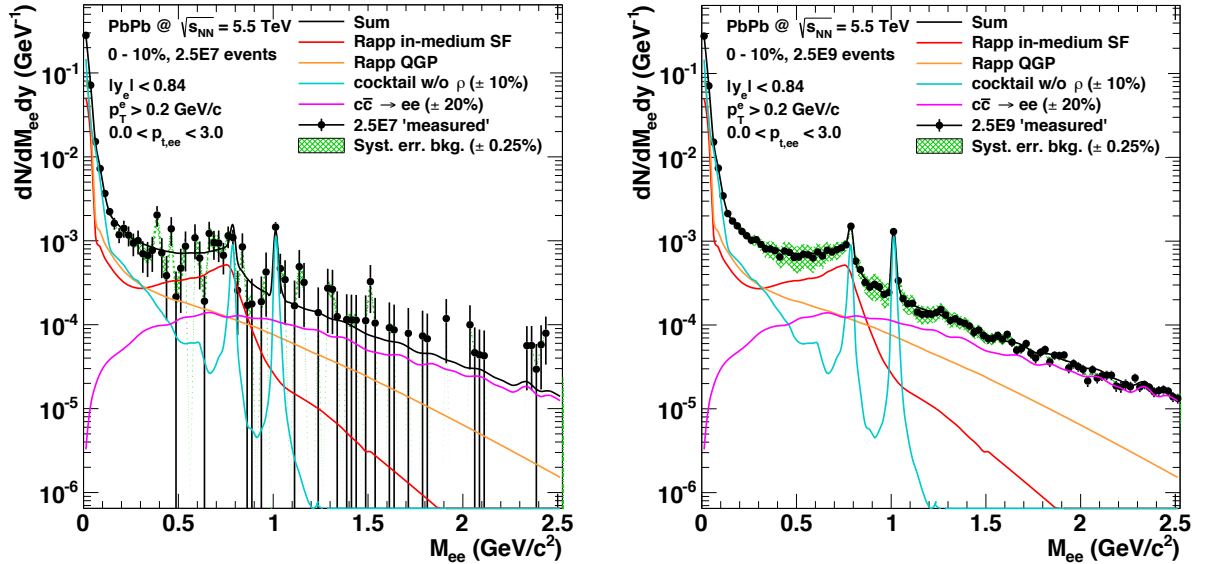 PbPb @ √s_NN = 5.5 TeV
0 - 10%, 2.5E7 events
|y_e| < 0.84
p_T^e > 0.2 GeV/c
0.0 < p_t,ee < 3.0
Sum
Rapp in-medium SF
Rapp QGP
cocktail w/o ρ (± 10%)
cc̅ → ee (± 20%)
2.5E7 'measured'
Syst. err. bkg. (± 0.25%)
dN/dM_ee dy (GeV⁻¹)
10⁻¹
10⁻²
10⁻³
10⁻⁴
10⁻⁵
10⁻⁶
0 0.5 1 1.5 2 2.5
M_ee (GeV/c²)
PbPb @ √s_NN = 5.5 TeV
0 - 10%, 2.5E9 events
|y_e| < 0.84
p_T^e > 0.2 GeV/c
0.0 < p_t,ee < 3.0
Sum
Rapp in-medium SF
Rapp QGP
cocktail w/o ρ (± 10%)
cc̅ → ee (± 20%)
2.5E9 'measured'
Syst. err. bkg. (± 0.25%)
dN/dM_ee dy (GeV⁻¹)
10⁻¹
10⁻²
10⁻³
10⁻⁴
10⁻⁵
10⁻⁶
0 0.5 1 1.5 2 2.5
M_ee (GeV/c²)